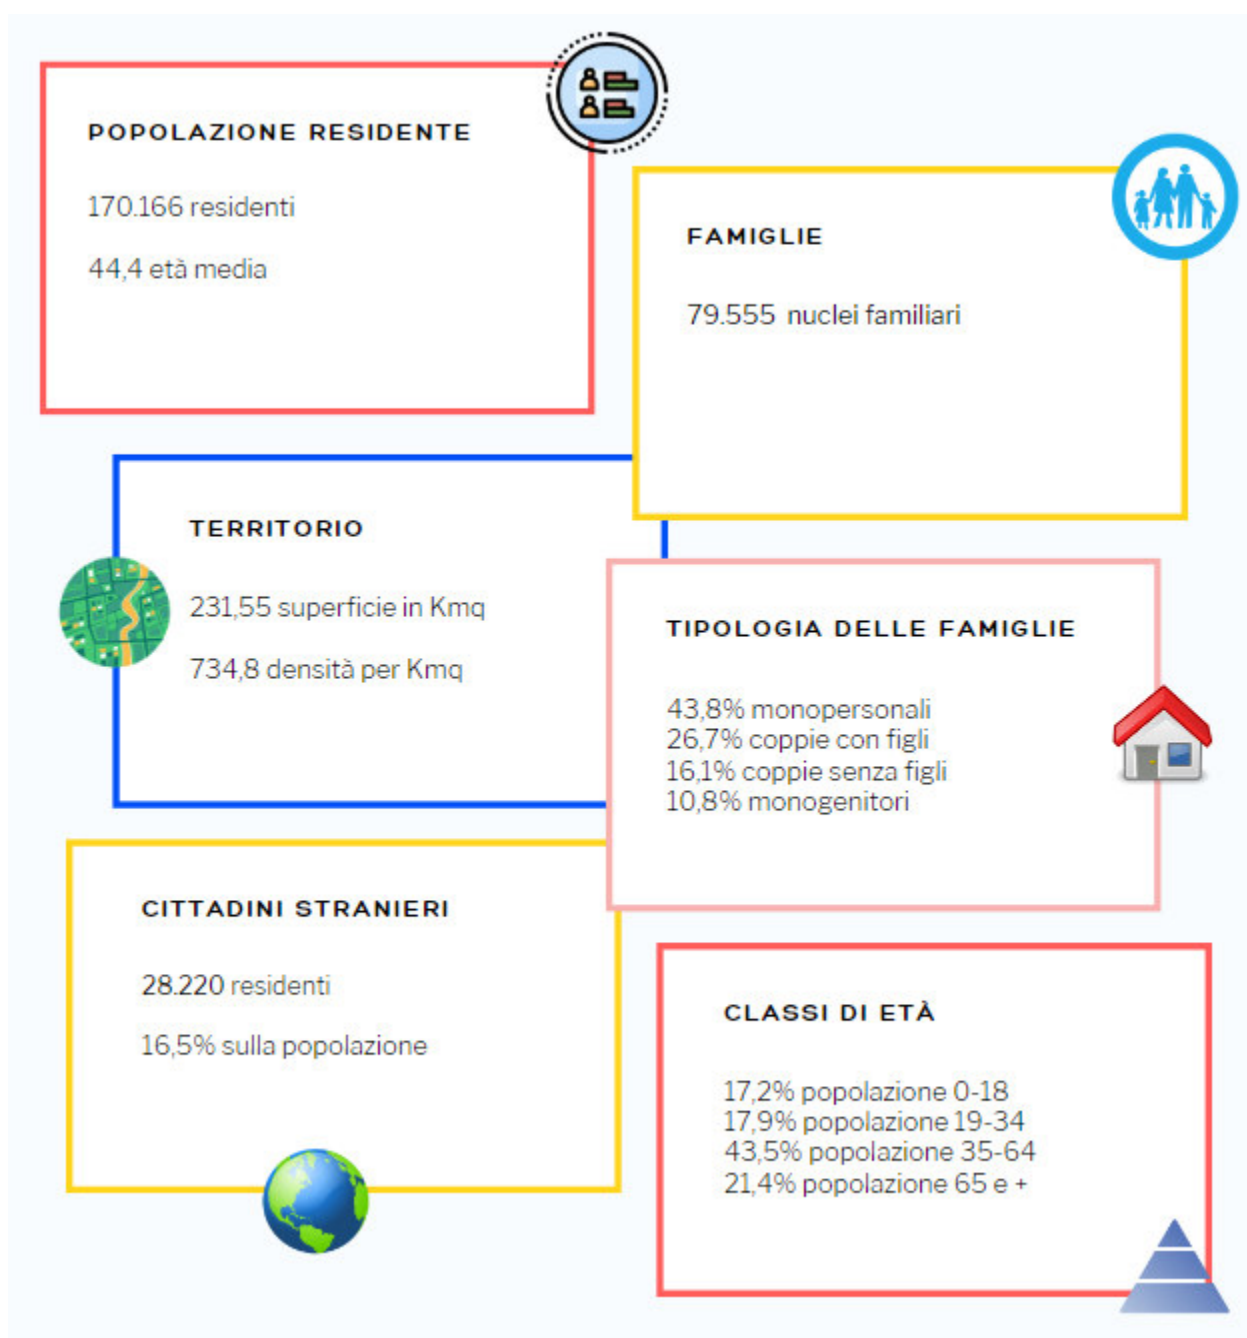 POPOLAZIONE RESIDENTE
170.166 residenti
44,4 età media
FAMIGLIE
79.555 nuclei familiari
TERRITORIO
231,55 superficie in Kmq
734,8 densità per Kmq
TIPOLOGIA DELLE FAMIGLIE
43,8% monopersonali
26,7% coppie con figli
16,1% coppie senza figli
10,8% monogenitori
CITTADINI STRANIERI
28.220 residenti
16,5% sulla popolazione
CLASSI DI ETÀ
17,2% popolazione 0-18
17,9% popolazione 19-34
43,5% popolazione 35-64
21,4% popolazione 65 e +